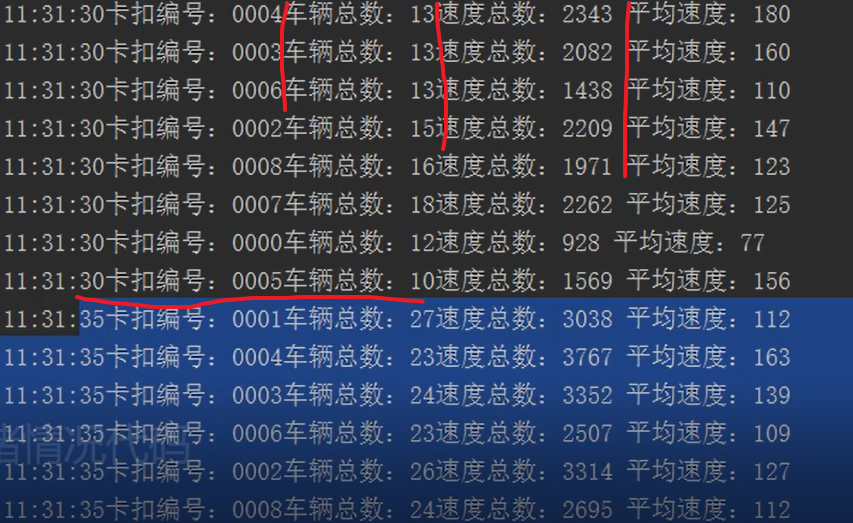 11:31:30卡扣编号：0004车辆总数：13速度总数：2343 平均速度：180
11:31:30卡扣编号：0003车辆总数：13速度总数：2082 平均速度：160
11:31:30卡扣编号：0006车辆总数：13速度总数：1438 平均速度：110
11:31:30卡扣编号：0002车辆总数：15速度总数：2209 平均速度：147
11:31:30卡扣编号：0008车辆总数：16速度总数：1971 平均速度：123
11:31:30卡扣编号：0007车辆总数：18速度总数：2262 平均速度：125
11:31:30卡扣编号：0000车辆总数：12速度总数：928 平均速度：77
11:31:30卡扣编号：0005车辆总数：10速度总数：1569 平均速度：156
11:31:35卡扣编号：0001车辆总数：27速度总数：3038 平均速度：112
11:31:35卡扣编号：0004车辆总数：23速度总数：3767 平均速度：163
11:31:35卡扣编号：0003车辆总数：24速度总数：3352 平均速度：139
11:31:35卡扣编号：0006车辆总数：23速度总数：2507 平均速度：109
情况代码
11:31:35卡扣编号：0002车辆总数：26速度总数：3314 平均速度：127
11:31:35卡扣编号：0008车辆总数：24速度总数：2695 平均速度：112